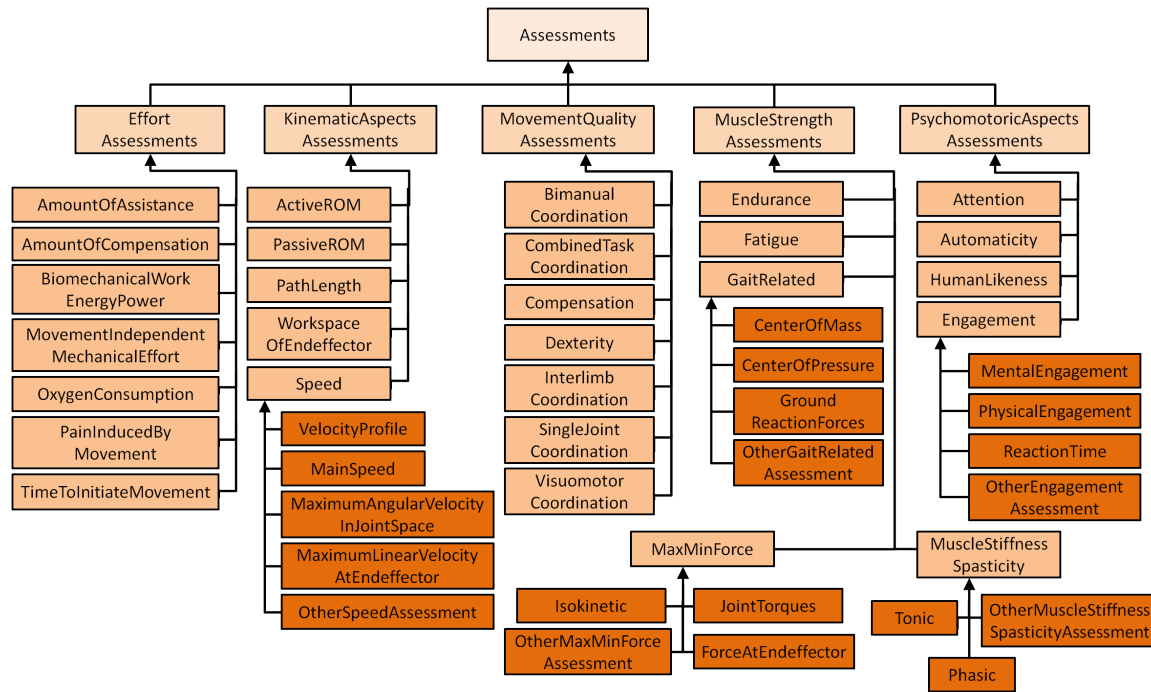 Assessments
Effort
Assessments
KinematicAspects
Assessments
MovementQuality
Assessments
MuscleStrength
Assessments
PsychomotoricAspects
Assessments
AmountOfAssistance
AmountOfCompensation
BiomechanicalWork
EnergyPower
MovementIndependent
MechanicalEffort
OxygenConsumption
PainInducedBy
Movement
TimeToInitiateMovement
ActiveROM
PassiveROM
PathLength
Workspace
OfEndeffector
Speed
VelocityProfile
MainSpeed
MaximumAngularVelocity
InJointSpace
MaximumLinearVelocity
AtEndeffector
OtherSpeedAssessment
Bimanual
Coordination
CombinedTask
Coordination
Compensation
Dexterity
Interlimb
Coordination
SingleJoint
Coordination
Visuomotor
Coordination
Endurance
Fatigue
GaitRelated
CenterOfMass
CenterOfPressure
Ground
ReactionForces
OtherGaitRelated
Assessment
MaxMinForce
Isokinetic
JointTorques
OtherMaxMinForce
Assessment
ForceAtEndeffector
MuscleStiffness
Spasticity
Tonic
OtherMuscleStiffness
SpasticityAssessment
Phasic
Attention
Automaticity
HumanLikeness
Engagement
MentalEngagement
PhysicalEngagement
ReactionTime
OtherEngagement
Assessment